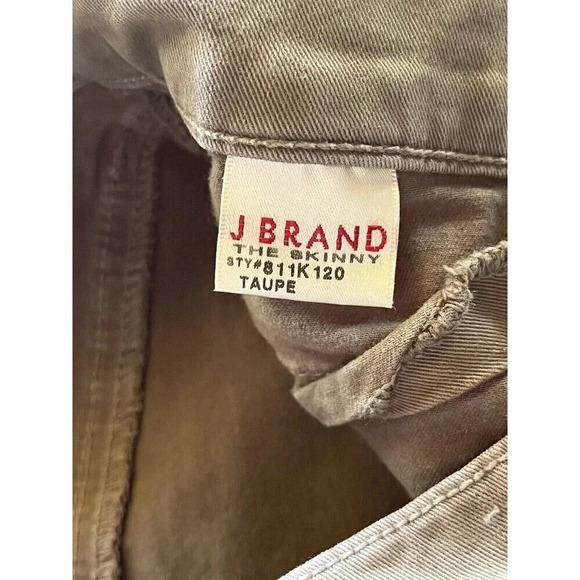 J BRAND
THE SKINNY
STY#811K120
TAUPE